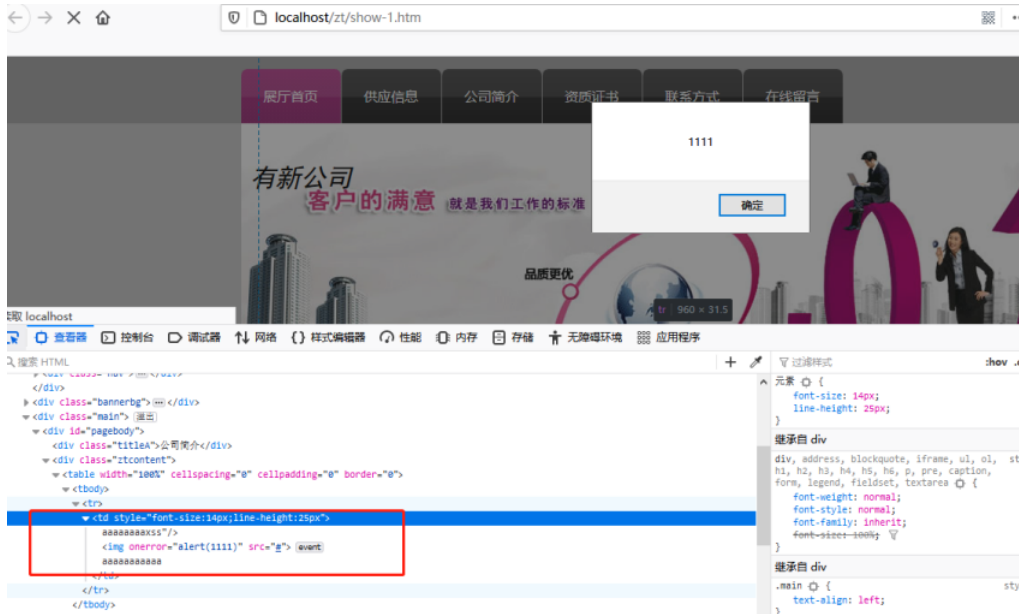 localhost/zt/show-1.htm
展厅首页 供应信息 公司简介 资质证书 联系方式 在线留言
1111
确定
有新公司
客户的满意 就是我们工作的标准
品质更优
tr 960 × 31.5
localhost
查看器 控制台 调试器 网络 {} 样式编辑器 性能 内存 存储 无障碍环境 应用程序
搜索 HTML
过滤样式
:hov
</div>
<div class="bannerbg"> </div>
<div class="main"> 溢出
<div id="pagebody">
<div class="titleA">公司简介</div>
<div class="ztcontent">
<table width="100%" cellspacing="0" cellpadding="0" border="0">
<tbody>
<tr>
<td style="font-size:14px;line-height:25px">
aaaaaaaaxss"/>
<img onerror="alert(1111)" src="#"> event
aaaaaaaaaaa
</td>
</tr>
</tbody>
元素 {
font-size: 14px;
line-height: 25px;
}
继承自 div
div, address, blockquote, iframe, ul, ol, st
h1, h2, h3, h4, h5, h6, p, pre, caption,
form, legend, fieldset, textarea {
font-weight: normal;
font-style: normal;
font-family: inherit;
font-size: 100%;
}
继承自 div
.main { sty
text-align: left;
}